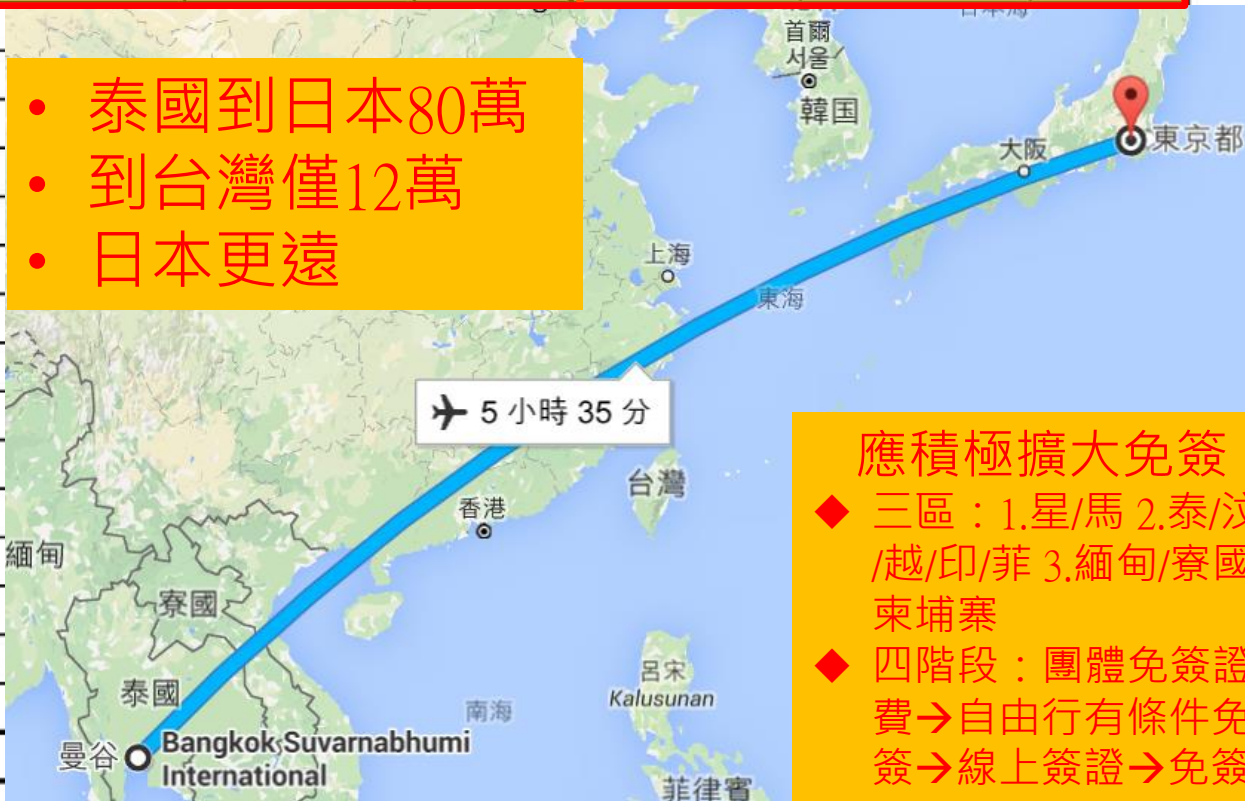 首爾
서울
韓国
• 泰國到日本80萬
• 到台灣僅12萬
• 日本更遠
大阪
東京都
上海
東海
5 小時 35 分
台灣
香港
緬甸
寮國
泰國
曼谷
Bangkok Suvarnabhumi
International
南海
呂宋
Kalusunan
菲律賓
應積極擴大免簽
◆ 三區：1.星/馬 2.泰/汶
/越/印/菲 3.緬甸/寮國
柬埔寨
◆ 四階段：團體免簽證
費→自由行有條件免
簽→線上簽證→免簽